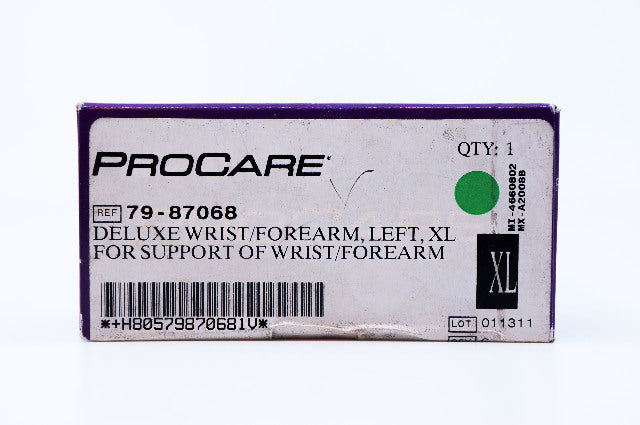 PROCARE
QTY: 1
MI-4660802
MX-A2008B
REF 79-87068
DELUXE WRIST/FOREARM, LEFT, XL
FOR SUPPORT OF WRIST/FOREARM
XL
*+H80579870681V*
LOT 011311